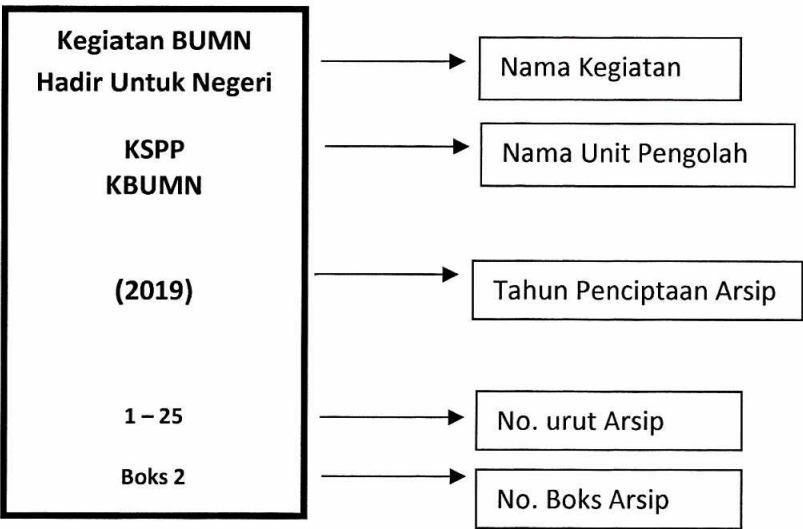 Kegiatan BUMN
Hadir Untuk Negeri
KSPP
KBUMN
(2019)
1 – 25
Boks 2
Nama Kegiatan
Nama Unit Pengolah
Tahun Penciptaan Arsip
No. urut Arsip
No. Boks Arsip